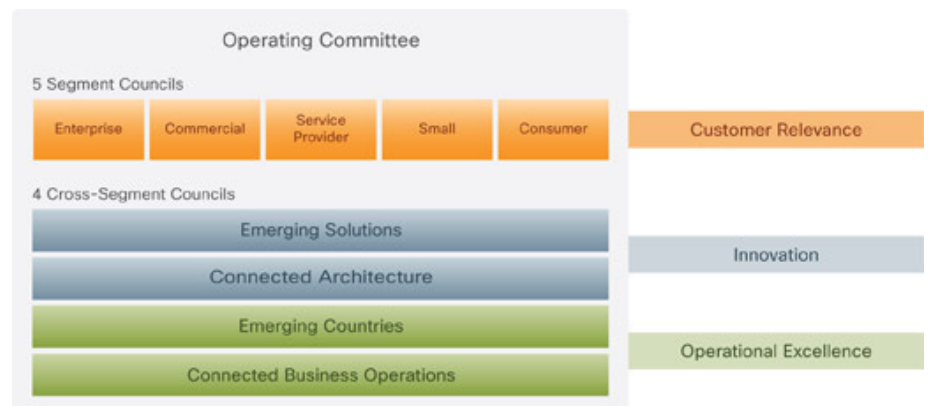 Operating Committee
5 Segment Councils
Enterprise
Commercial
Service
Provider
Small
Consumer
Customer Relevance
4 Cross-Segment Councils
Emerging Solutions
Connected Architecture
Innovation
Emerging Countries
Connected Business Operations
Operational Excellence